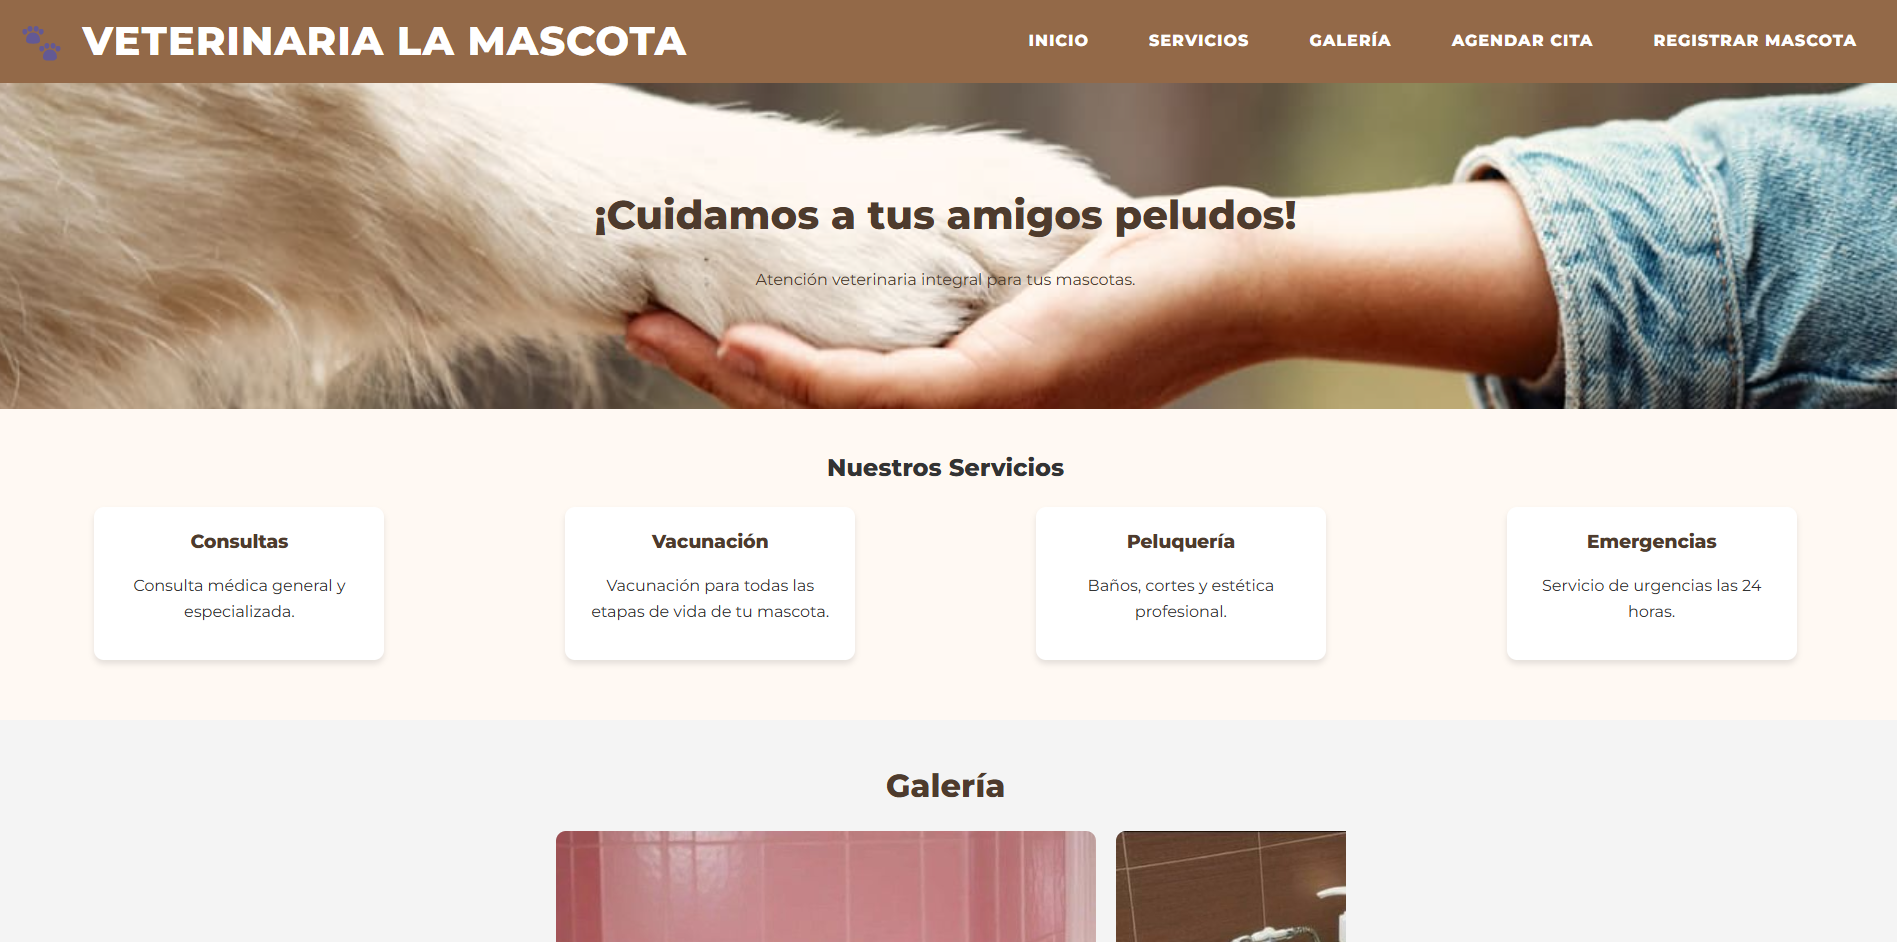 VETERINARIA LA MASCOTA
INICIO SERVICIOS GALERÍA AGENDAR CITA REGISTRAR MASCOTA
¡Cuidamos a tus amigos peludos!
Atención veterinaria integral para tus mascotas.
Nuestros Servicios
Consultas
Consulta médica general y
especializada.
Vacunación
Vacunación para todas las
etapas de vida de tu mascota.
Peluquería
Baños, cortes y estética
profesional.
Emergencias
Servicio de urgencias las 24
horas.
Galería